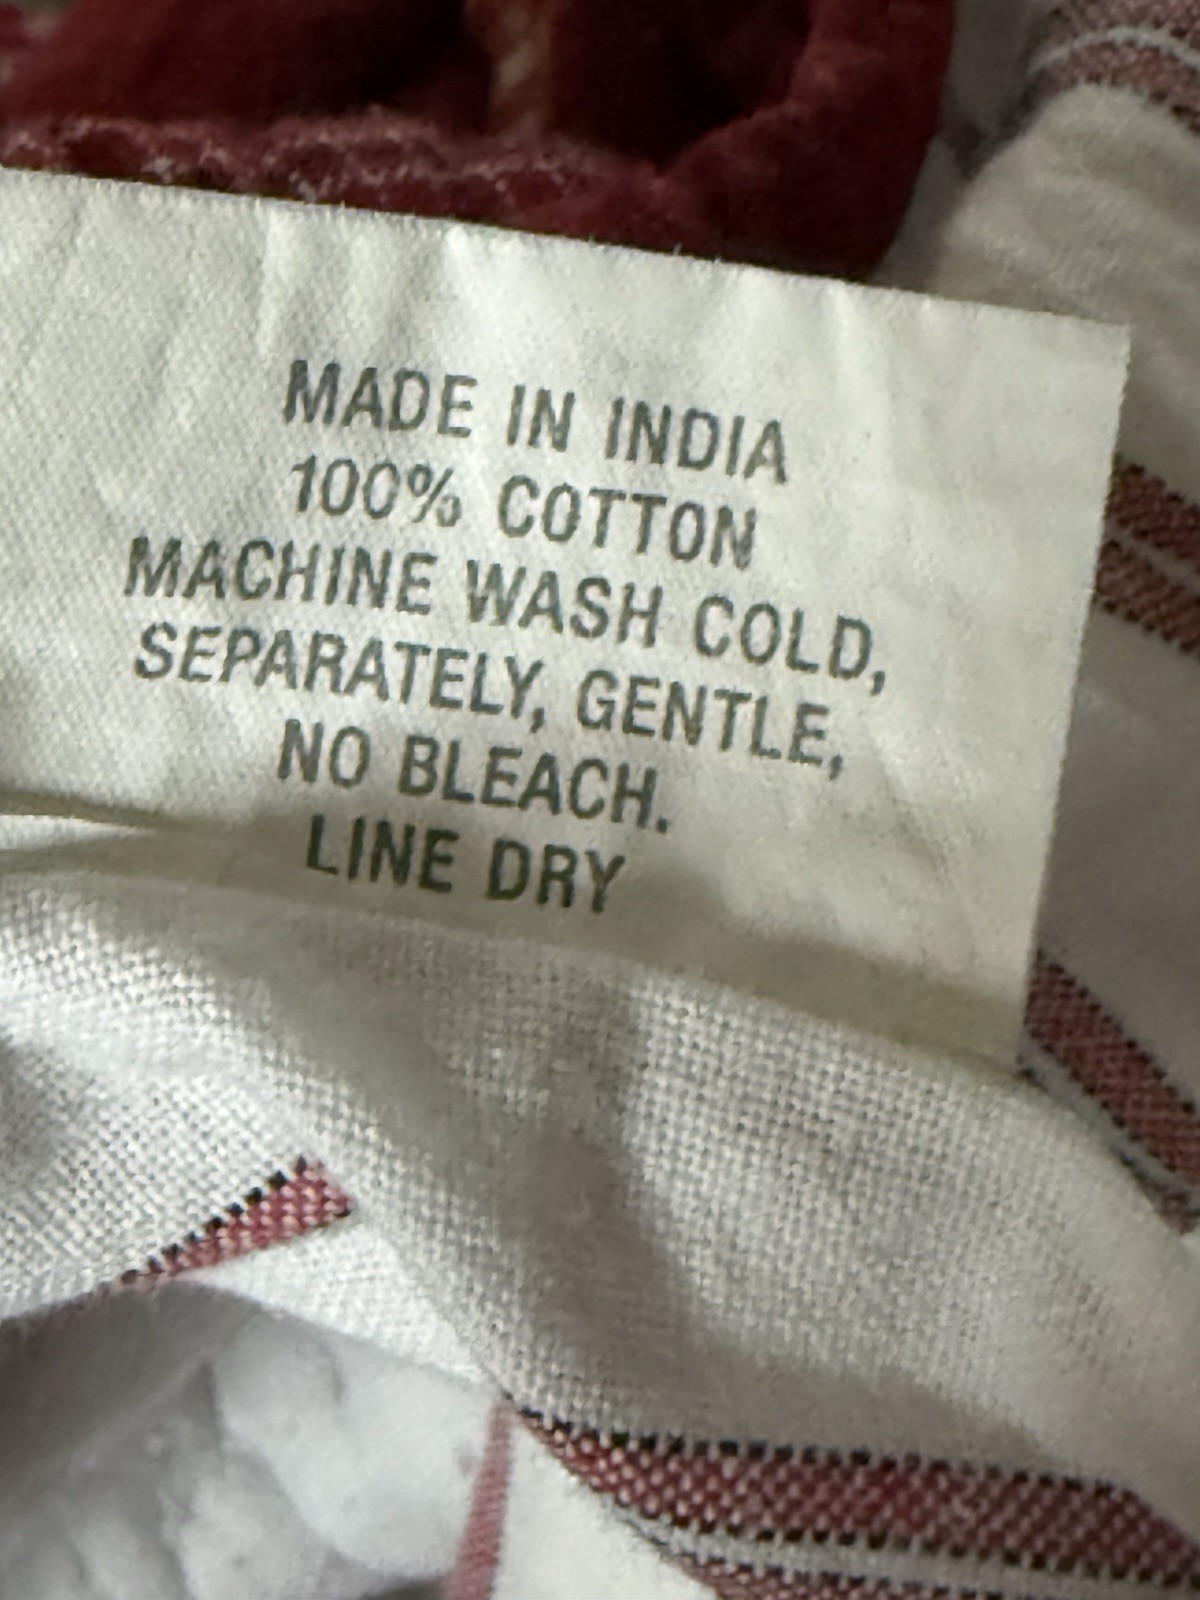 MADE IN INDIA
100% COTTON
MACHINE WASH COLD,
SEPARATELY, GENTLE,
NO BLEACH.
LINE DRY